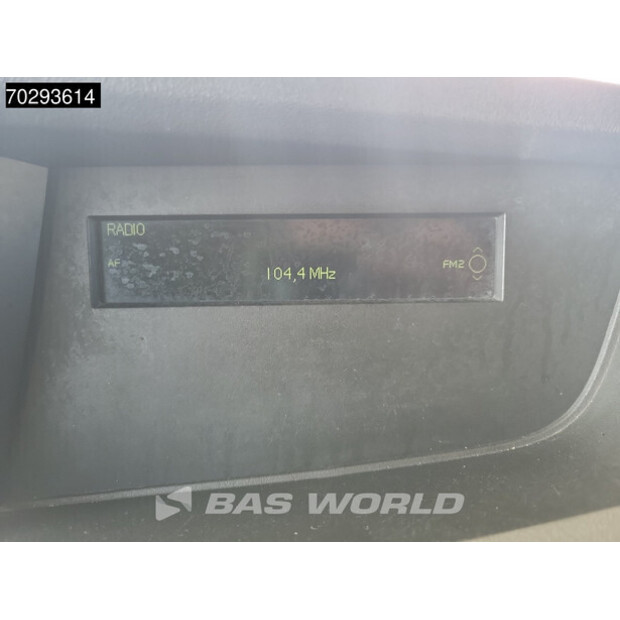 70293614
RADIO
AF
104,4 MHz
FM2
BAS WORLD